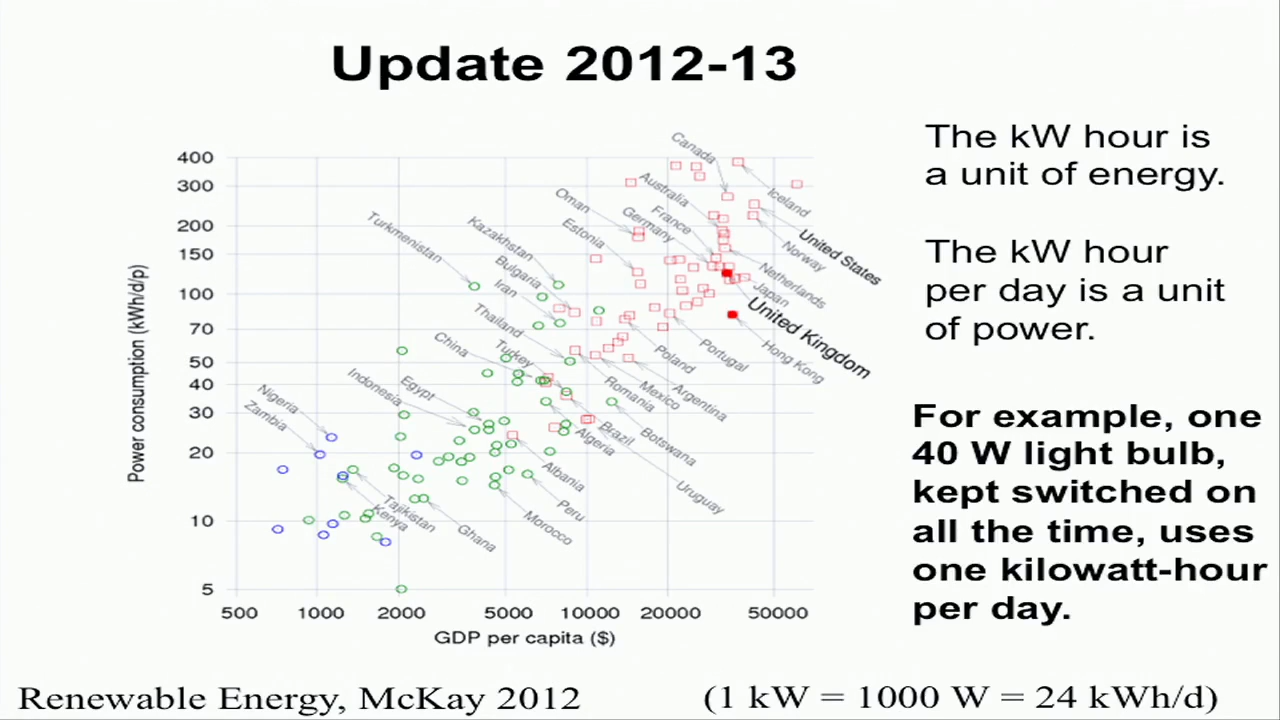 Update 2012-13
The kW hour is
a unit of energy.
The kW hour
per day is a unit
of power.
For example, one
40 W light bulb,
kept switched on
all the time, uses
one kilowatt-hour
per day.
Power consumption (kWh/d/p)
400
300
200
150
100
70
50
40
30
20
10
5
500
1000
2000
5000
10000
20000
50000
GDP per capita ($)
Canada
Iceland
Australia
Oman
France
Germany
United States
Norway
Estonia
Kazakhstan
Turkmenistan
Bulgaria
Netherlands
Japan
Iran
United Kingdom
Hong Kong
Thailand
China
Turkey
Poland
Portugal
Egypt
Indonesia
Romania
Mexico
Argentina
Nigeria
Zambia
Brazil
Algeria
Botswana
Albania
Uruguay
Peru
Morocco
Tajikistan
Kenya
Ghana
Renewable Energy, McKay 2012
(1 kW = 1000 W = 24 kWh/d)